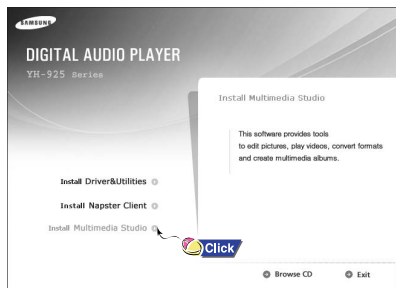 SAMSUNG
DIGITAL AUDIO PLAYER
YH-925 Series
Install Multimedia Studio
This software provides tools
to edit pictures, play videos, convert formats
and create multimedia albums.
Install Driver&Utilities
Install Napster Client
Install Multimedia Studio
Click
Browse CD
Exit